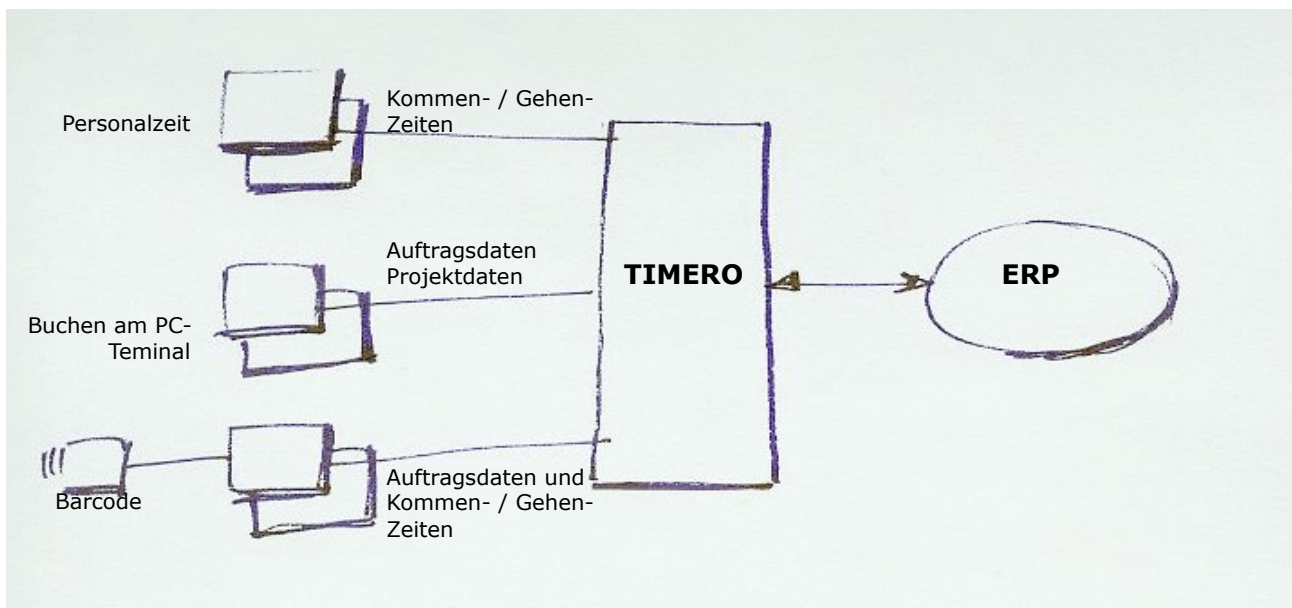 Personalzeit
Kommen- / Gehen-
Zeiten
Auftragsdaten
Projektdaten
Buchen am PC-
Teminal
TIMERO
ERP
Barcode
Auftragsdaten und
Kommen- / Gehen-
Zeiten